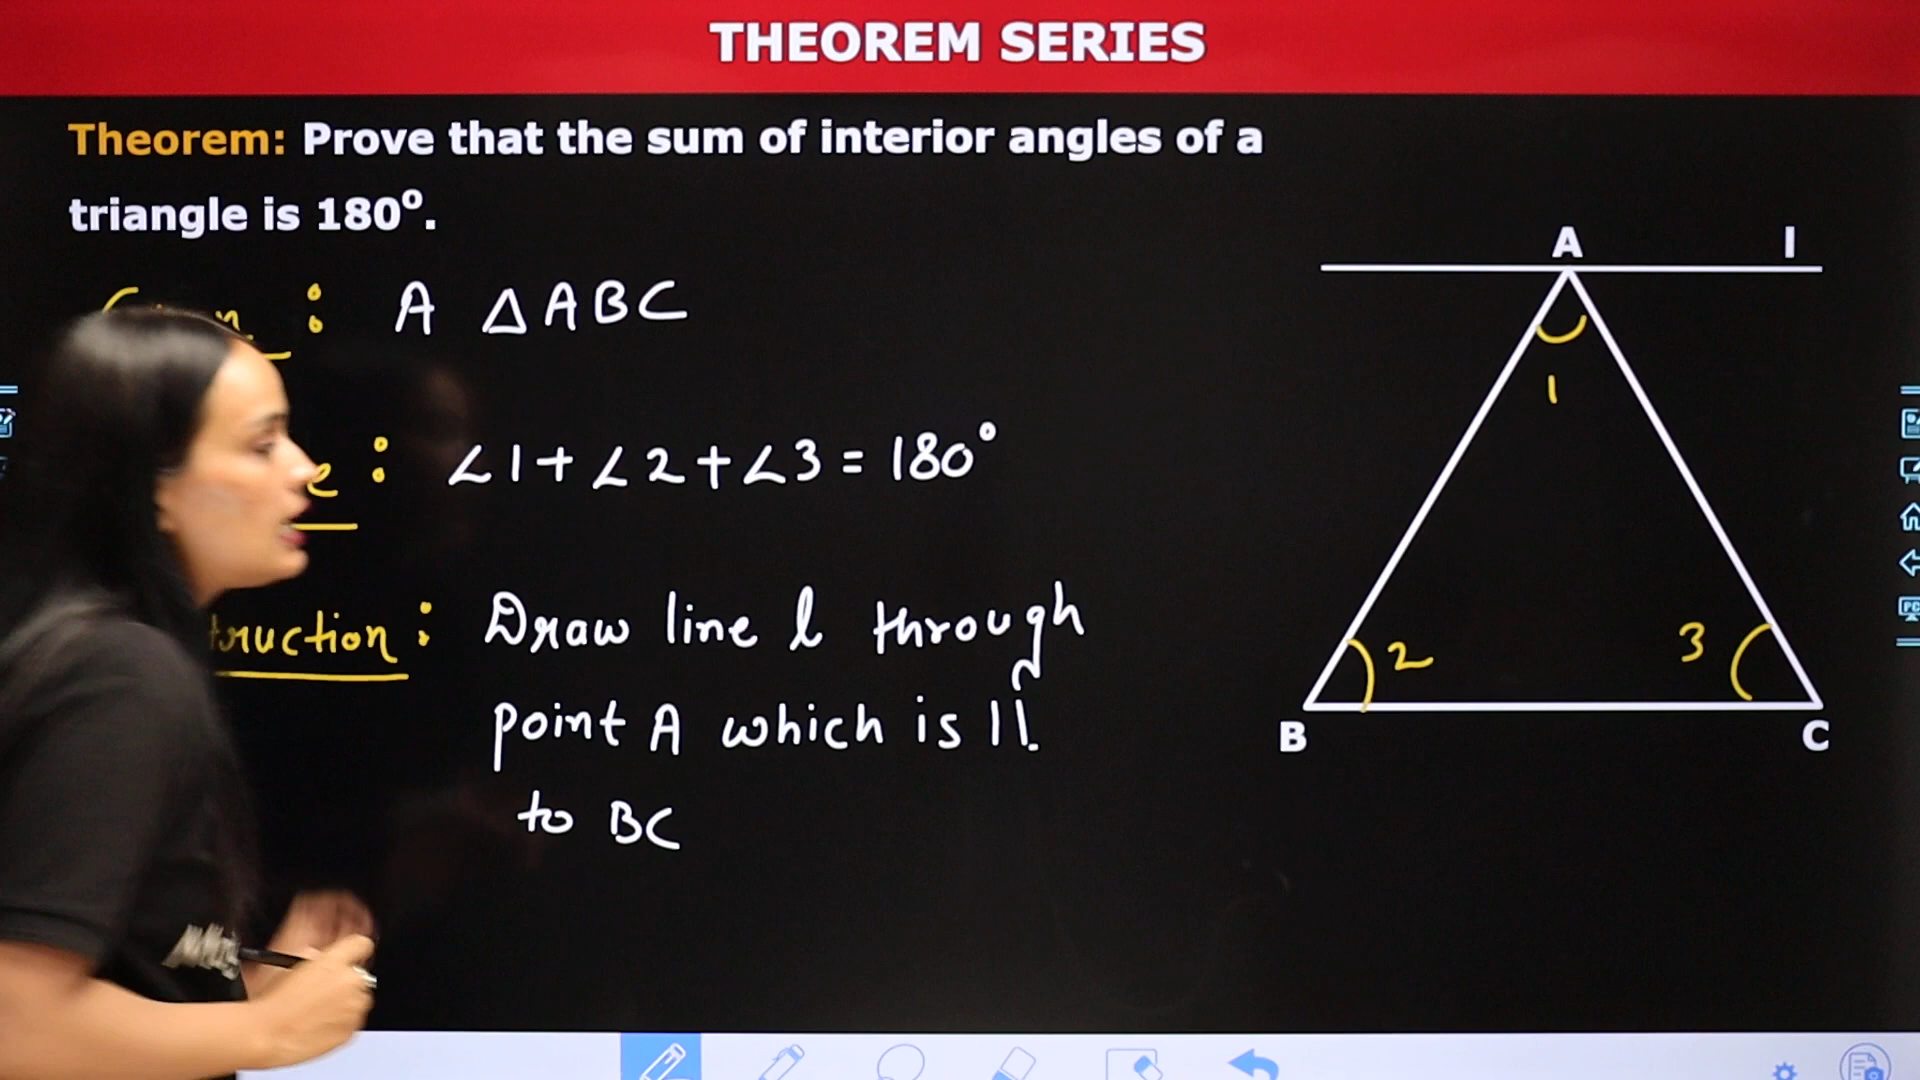 THEOREM SERIES
Theorem: Prove that the sum of interior angles of a
triangle is 180°.
: A △ABC
: ∠1+∠2+∠3 = 180°
truction: Draw line l through
point A which is ||
to BC
A l
1
2 3
B C